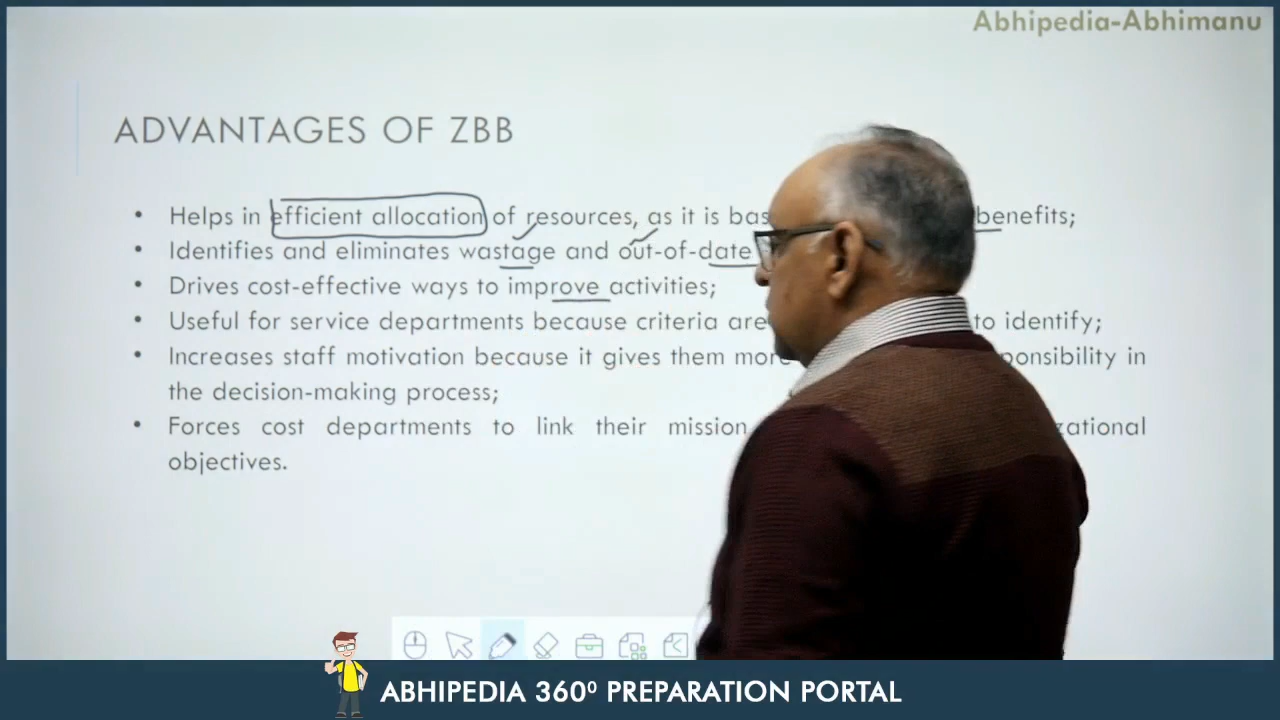 Abhipedia-Abhimanu
ADVANTAGES OF ZBB
• Helps in efficient allocation of resources, as it is benefits;
• Identifies and eliminates wastage and out-of-date
• Drives cost-effective ways to improve activities;
• Useful for service departments because criteria are to identify;
• Increases staff motivation because it gives them more in
the decision-making process;
• Forces cost departments to link their mission
objectives.
ABHIPEDIA 360⁰ PREPARATION PORTAL